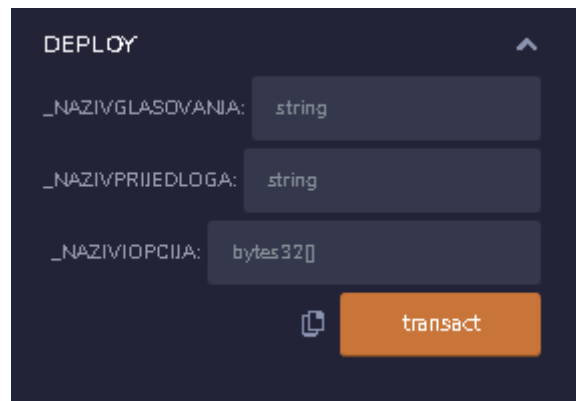 DEPLOY
_NAZIVGLASOVANJA: string
_NAZIVPRIJEDLOGA: string
_NAZIVIOPCIJA: bytes32[]
transact